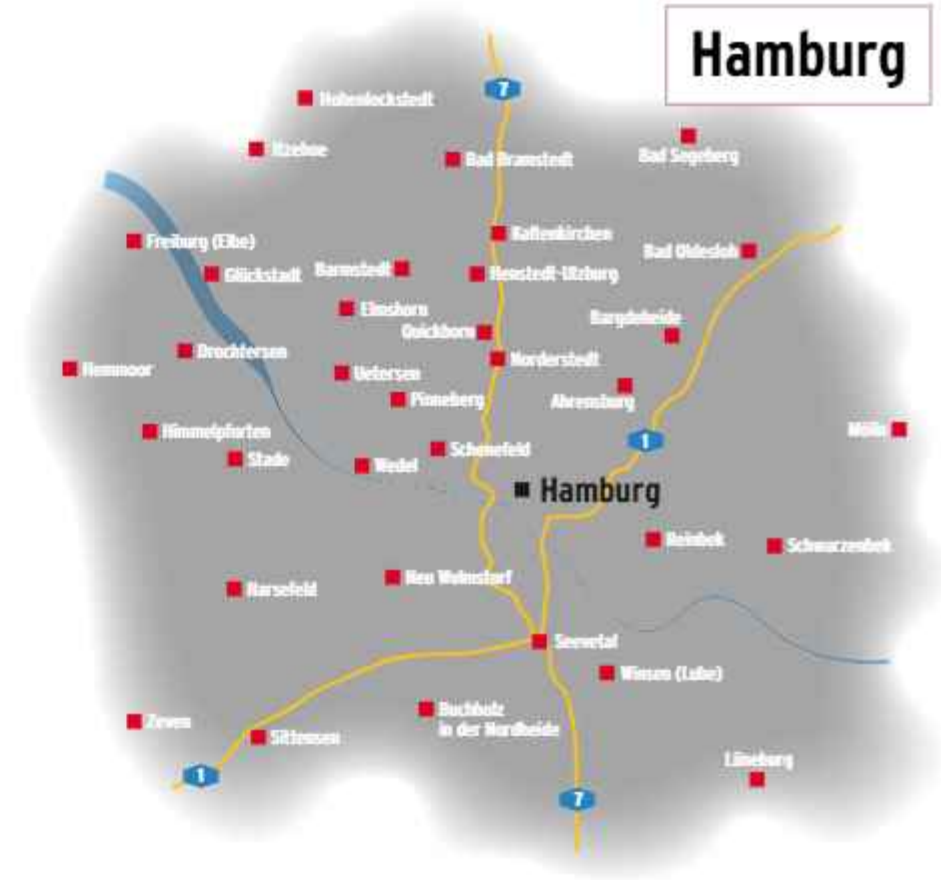 Hamburg
7
Hohenlockstedt
Itzehoe
Bad Bramstedt
Bad Segeberg
Kaltenkirchen
Freiburg (Elbe)
Bad Oldesloh
Glückstadt
Barmstedt
Henstedt-Ulzburg
Elmshorn
Bargdeheide
Quickborn
Drochtersen
Norderstedt
Hemmoor
Uetersen
Pinneberg
Ahrensburg
Himmelpforten
Mölln
1
Schenefeld
Stade
Wedel
Hamburg
Reinbek
Schwarzenbek
Neu Wulmstorf
Harsefeld
Seevetal
Winsen (Luhe)
Buchholz
in der Nordheide
Zeven
Sittensen
Lüneburg
1
7